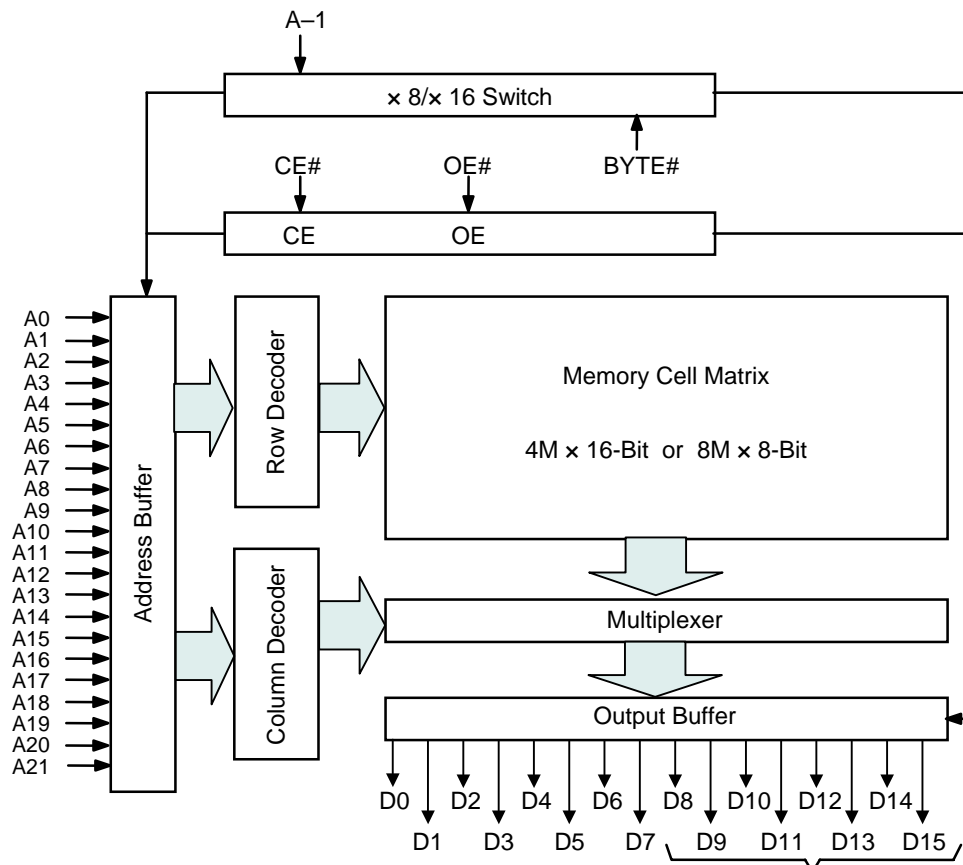 A–1
× 8/× 16 Switch
CE# OE# BYTE#
CE OE
A0
A1
A2
A3
A4
A5
A6
A7
A8
A9
A10
A11
A12
A13
A14
A15
A16
A17
A18
A19
A20
A21
Address Buffer
Row Decoder
Column Decoder
Memory Cell Matrix
4M × 16-Bit or 8M × 8-Bit
Multiplexer
Output Buffer
D0 D2 D4 D6 D8 D10 D12 D14
D1 D3 D5 D7 D9 D11 D13 D15